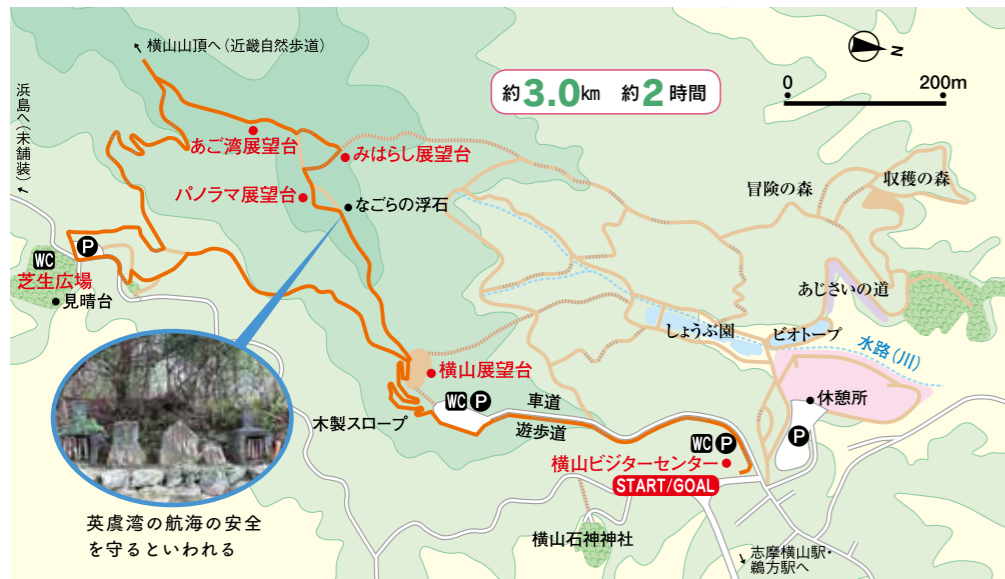 横山山頂へ（近畿自然歩道）
浜島へ（未舗装）
約3.0km 約2時間
N
0 200m
あご湾展望台
みはらし展望台
パノラマ展望台
なごらの浮石
冒険の森
収穫の森
WC
P
芝生広場
見晴台
あじさいの道
しょうぶ園
ビオトープ
水路（川）
横山展望台
休憩所
木製スロープ
WC P
車道
遊歩道
WC P
P
横山ビジターセンター
START/GOAL
横山石神神社
英虞湾の航海の安全
を守るといわれる
志摩横山駅・
鵜方駅へ